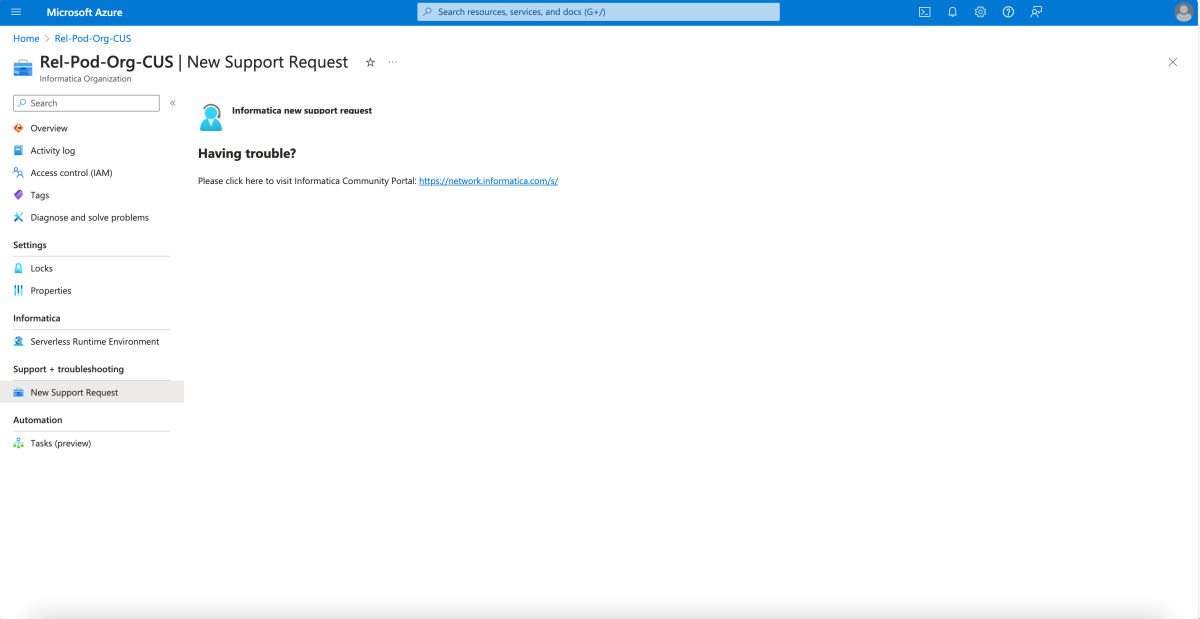 Microsoft Azure
Search resources, services, and docs (G+/)
Home > Rel-Pod-Org-CUS
Rel-Pod-Org-CUS | New Support Request
Informatica Organization
Search
Overview
Activity log
Access control (IAM)
Tags
Diagnose and solve problems
Settings
Locks
Properties
Informatica
Serverless Runtime Environment
Support + troubleshooting
New Support Request
Automation
Tasks (preview)
Informatica new support request
Having trouble?
Please click here to visit Informatica Community Portal: https://network.informatica.com/s/